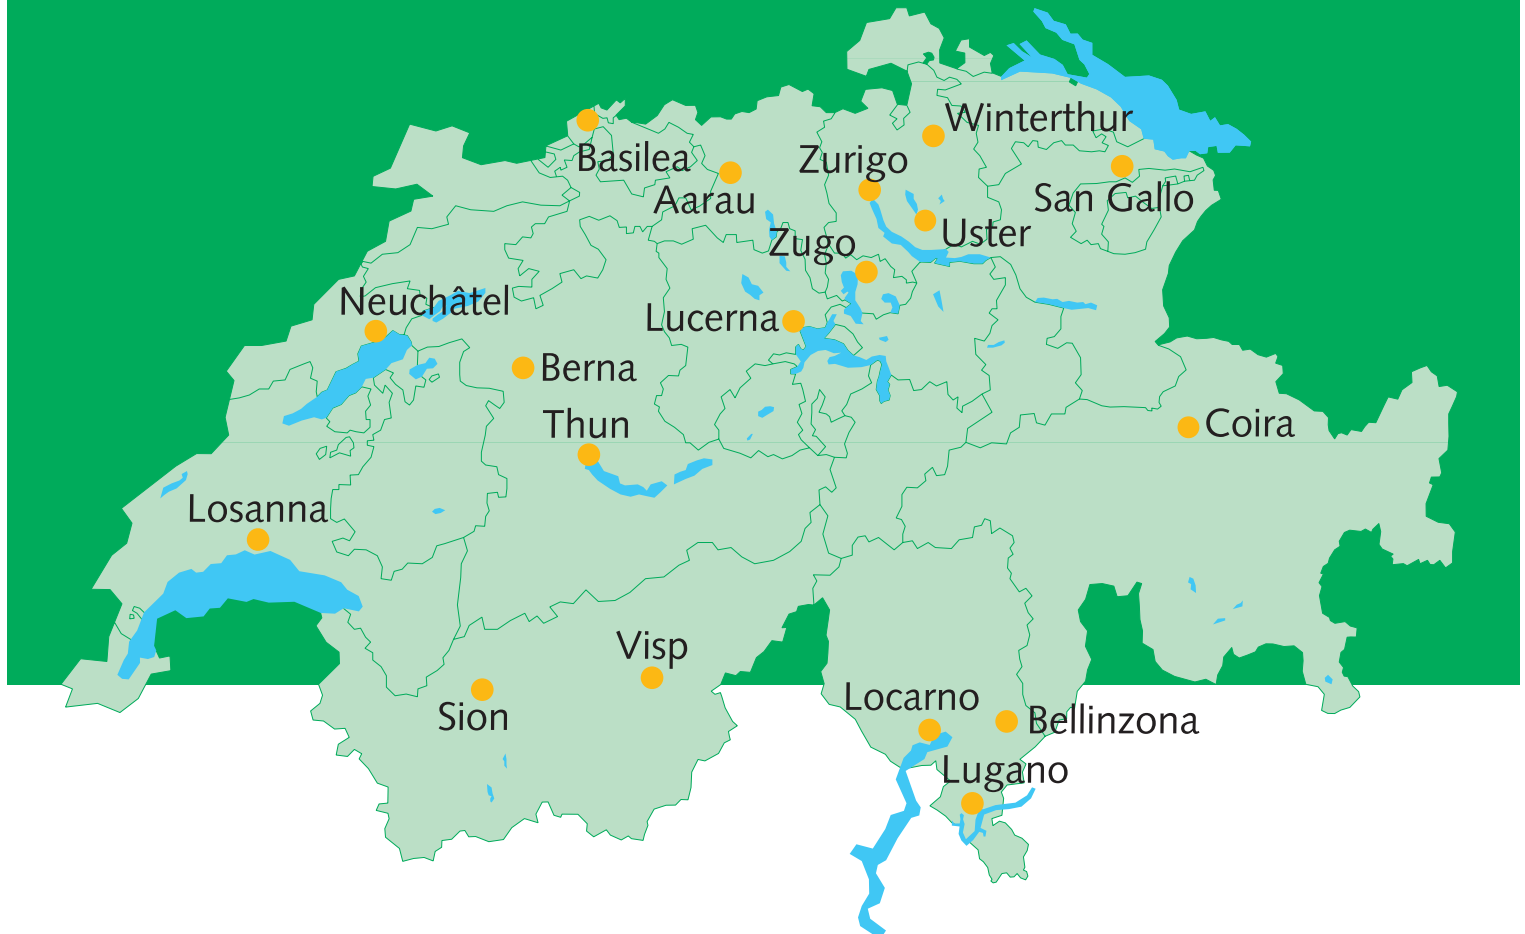 Winterthur
Basilea
Zurigo
Aarau
San Gallo
Uster
Zugo
Neuchâtel
Lucerna
Berna
Thun
Coira
Losanna
Visp
Sion
Locarno
Bellinzona
Lugano